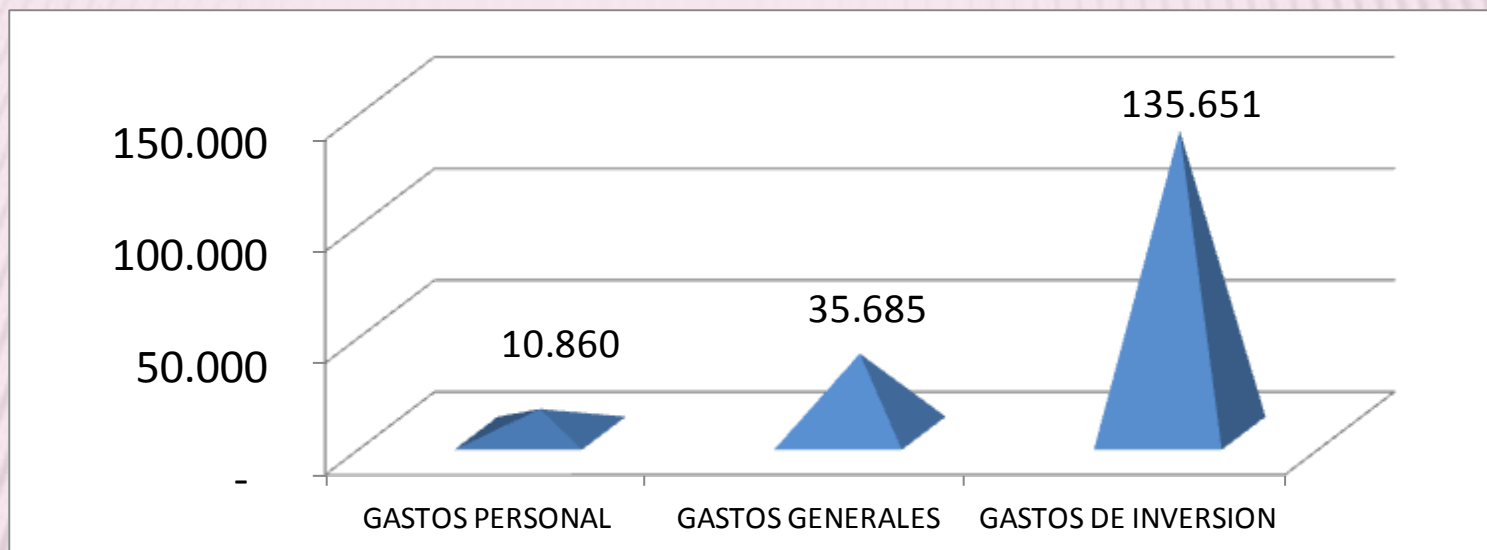 135.651
150.000
100.000
35.685
10.860
50.000
-
GASTOS PERSONAL
GASTOS GENERALES
GASTOS DE INVERSION